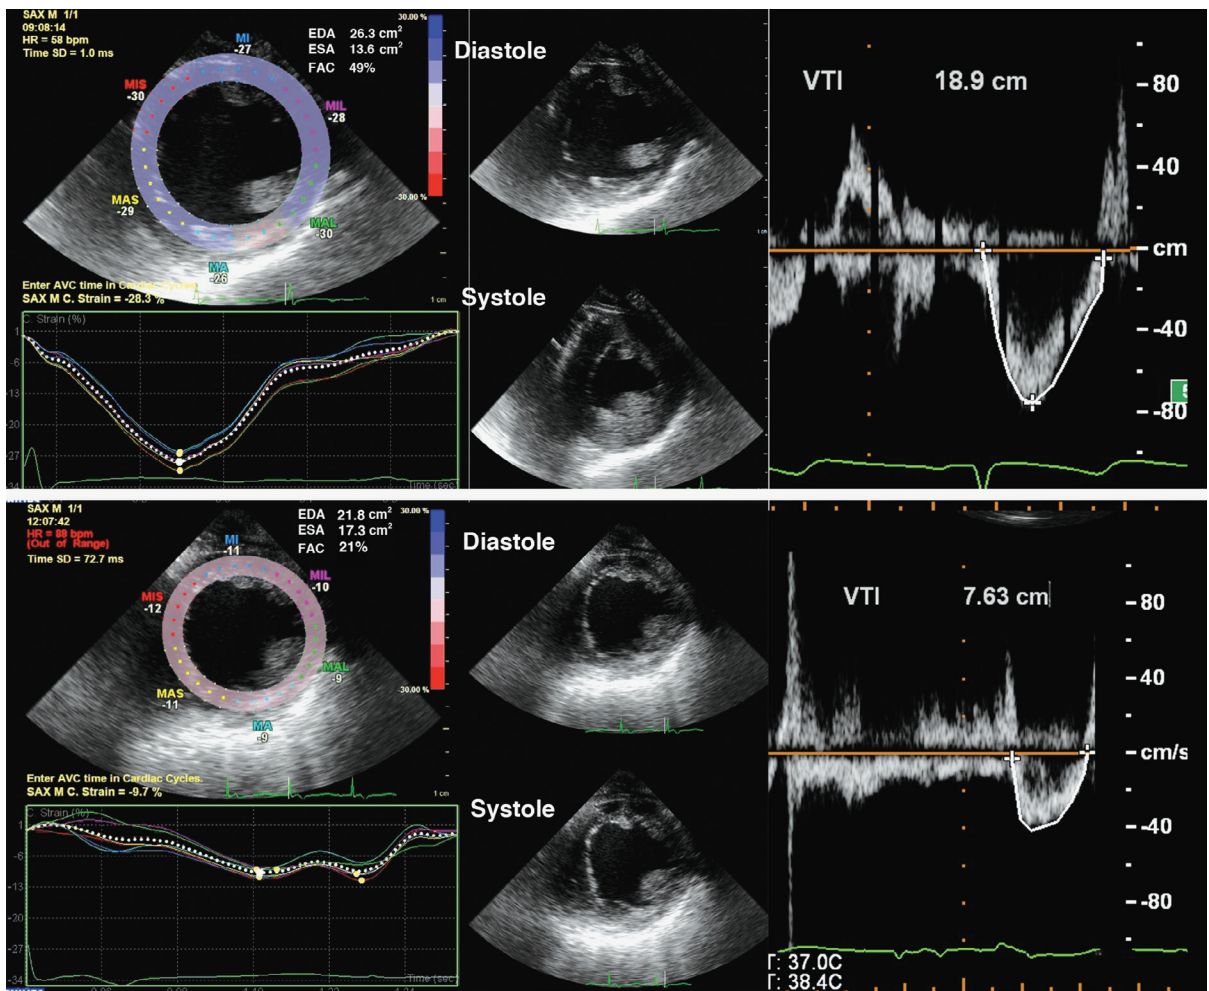 SAX M 1/1
09:08:14
HR = 58 bpm
Time SD = 1.0 ms
MI
-27
EDA 26.3 cm2
ESA 13.6 cm2
FAC 49%
30.00 %
-30.00 %
MIS
-30
MIL
-28
MAS
-29
MAL
-30
MA
-26
Enter AVC time in Cardiac Cycles.
SAX M C. Strain = -28.3 %
1 cm
C. Strain (%)
1
-6
-13
-20
-27
-34
Time (sec
Diastole
Systole
VTI 18.9 cm
80
40
cm
-40
-80
5
SAX M 1/1
12:07:42
HR = 88 bpm
(Out of Range)
Time SD = 72.7 ms
MI
-11
EDA 21.8 cm2
ESA 17.3 cm2
FAC 21%
30.00 %
-30.00 %
MIS
-12
MIL
-10
MAS
-11
MAL
-9
MA
-9
Enter AVC time in Cardiac Cycles.
SAX M C. Strain = -9.7 %
1 cm
C. Strain (%)
1
-6
-13
-20
-27
-34
Time (sec
Diastole
Systole
VTI 7.63 cm
80
40
cm/s
-40
-80
T: 37.0C
T: 38.4C